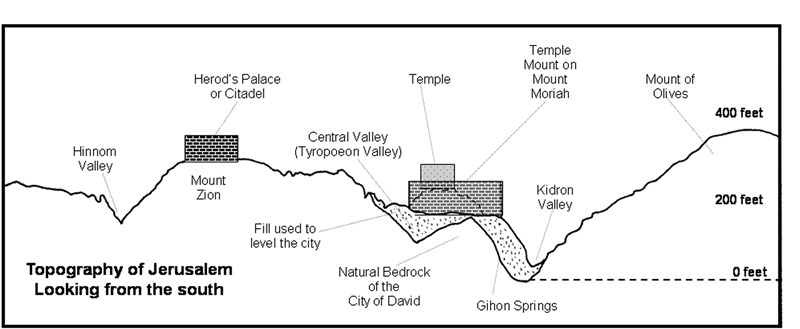 Herod's Palace
or Citadel
Temple
Temple
Mount on
Mount
Moriah
Mount of
Olives
400 feet
Hinnom
Valley
Mount
Zion
Central Valley
(Tyropoeon Valley)
Kidron
Valley
200 feet
Fill used to
level the city
Natural Bedrock
of the
City of David
Gihon Springs
0 feet
Topography of Jerusalem
Looking from the south